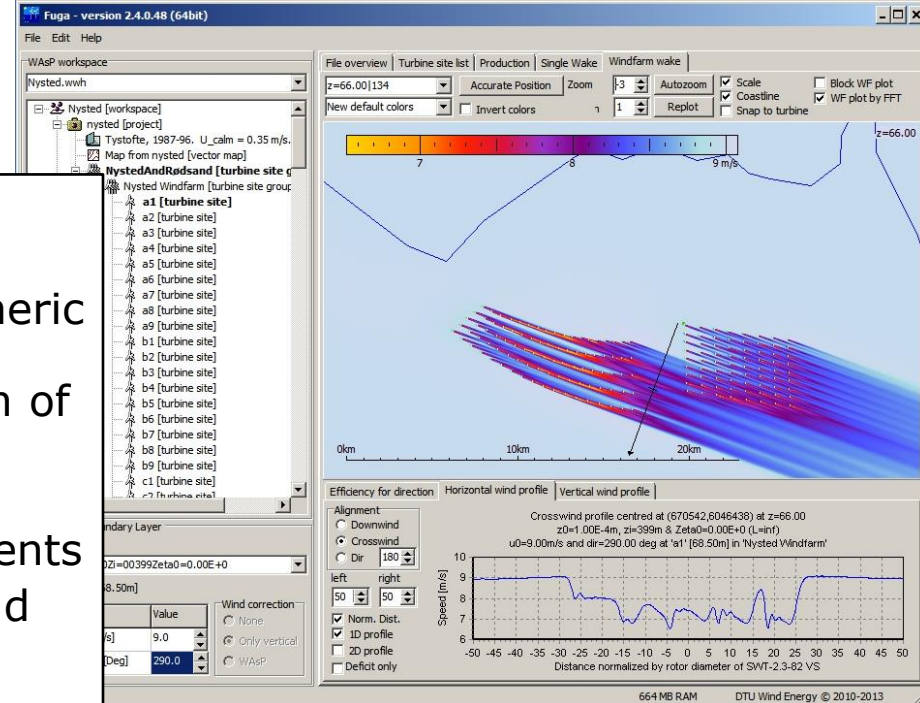 Fuga - version 2.4.0.48 (64bit)
File Edit Help
WAsP workspace
Nysted.wwh
Nysted [workspace]
nysted [project]
Tystofte, 1987-96. U_calm = 0.35 m/s.
Map from nysted [vector map]
NystedAndRødsand [turbine site g
Nysted Windfarm [turbine site group
a1 [turbine site]
a2 [turbine site]
a3 [turbine site]
a4 [turbine site]
a5 [turbine site]
a6 [turbine site]
a7 [turbine site]
a8 [turbine site]
a9 [turbine site]
b1 [turbine site]
b2 [turbine site]
b3 [turbine site]
b4 [turbine site]
b5 [turbine site]
b6 [turbine site]
b7 [turbine site]
b8 [turbine site]
b9 [turbine site]
c1 [turbine site]
c2 [turbine site]
neric
n of
ents
d
undary Layer
0Zi=00399Zeta0=0.00E+0
68.50m]
Value
/s] 9.0
[Deg] 290.0
Wind correction
None
Only vertical
WAsP
File overview Turbine site list Production Single Wake Windfarm wake
z=66.00|134 Accurate Position Zoom -3 Autozoom Scale Block WF plot
Coastline WF plot by FFT
New default colors Invert colors 1 Replot Snap to turbine
z=66.00
7 8 9 m/s
0km 10km 20km
Efficiency for direction Horizontal wind profile Vertical wind profile
Alignment
Downwind
Crosswind
Dir 180
left right
50 50
Norm. Dist.
1D profile
2D profile
Deficit only
Crosswind profile centred at (670542,6046438) at z=66.00
z0=1.00E-4m, zi=399m & Zeta0=0.00E+0 (L=inf)
u0=9.00m/s and dir=290.00 deg at 'a1' [68.50m] in 'Nysted Windfarm'
Speed [m/s]
10
9
8
7
6
-50 -45 -40 -35 -30 -25 -20 -15 -10 -5 0 5 10 15 20 25 30 35 40 45 50
Distance normalized by rotor diameter of SWT-2.3-82 VS
664 MB RAM DTU Wind Energy © 2010-2013